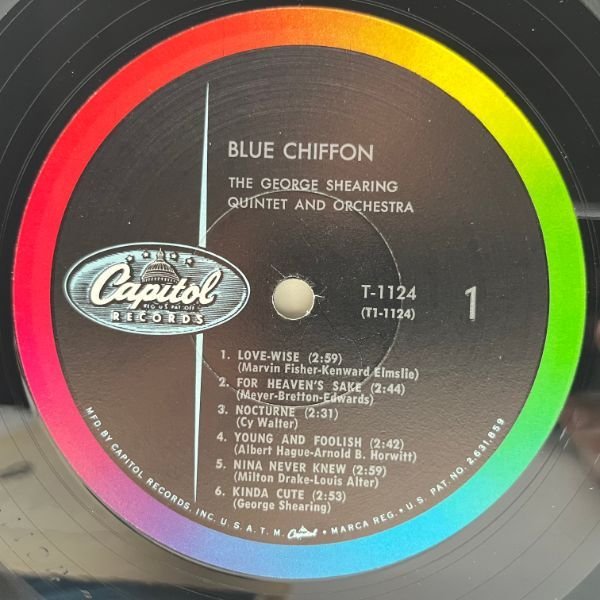 BLUE CHIFFON
THE GEORGE SHEARING
QUINTET AND ORCHESTRA
Capitol
REG. U.S. PAT. OFF.
RECORDS
T-1124
(T1-1124)
1
1. LOVE-WISE (2:59)
(Marvin Fisher-Kenward Elmslie)
2. FOR HEAVEN'S SAKE (2:44)
(Meyer-Bretton-Edwards)
3. NOCTURNE (2:31)
(Cy Walter)
4. YOUNG AND FOOLISH (2:42)
(Albert Hague-Arnold B. Horwitt)
5. NINA NEVER KNEW (2:59)
(Milton Drake-Louis Alter)
6. KINDA CUTE (2:53)
(George Shearing)
MFD. BY CAPITOL RECORDS, INC. U. S. A. T. M. Capitol • MARCA REG. • U. S. PAT. NO. 2,631,859